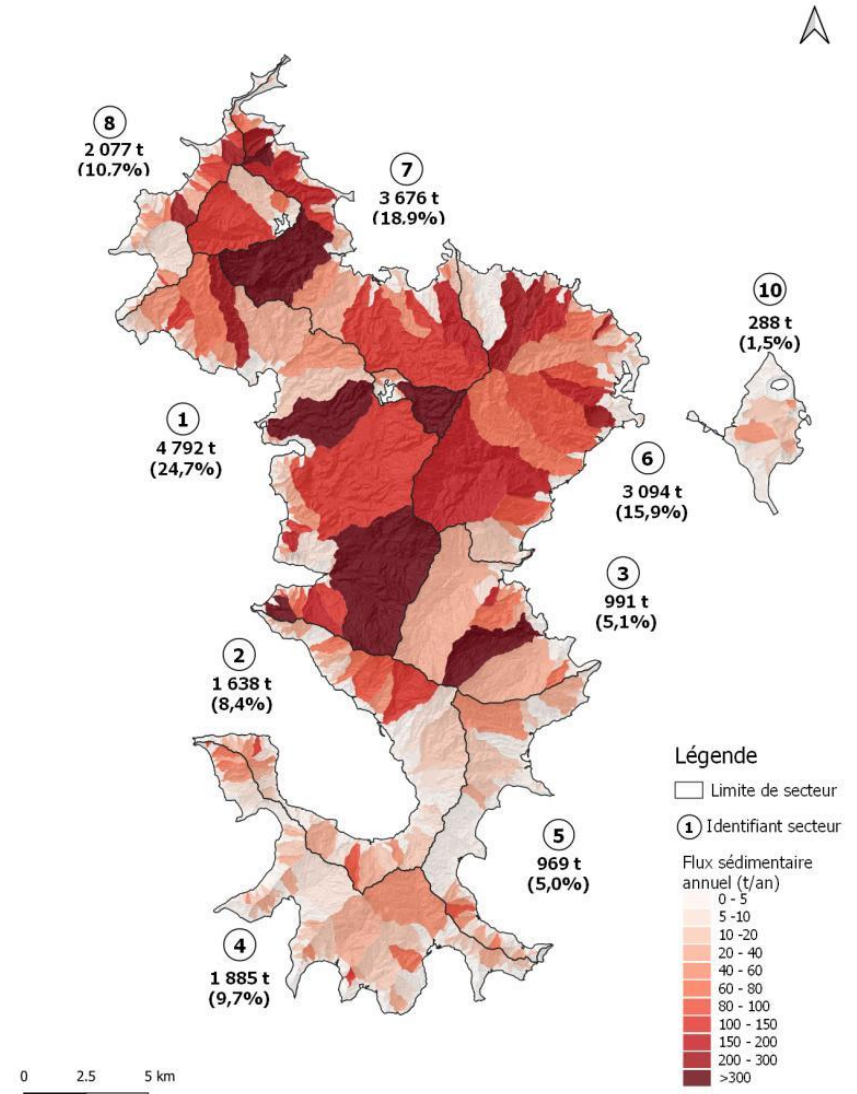 8
2 077 t
(10,7%)
7
3 676 t
(18,9%)
10
288 t
(1,5%)
1
4 792 t
(24,7%)
6
3 094 t
(15,9%)
3
991 t
(5,1%)
2
1 638 t
(8,4%)
5
969 t
(5,0%)
4
1 885 t
(9,7%)
Légende
Limite de secteur
1 Identifiant secteur
Flux sédimentaire
annuel (t/an)
0 - 5
5 -10
10 -20
20 - 40
40 - 60
60 - 80
80 - 100
100 - 150
150 - 200
200 - 300
>300
0 2.5 5 km